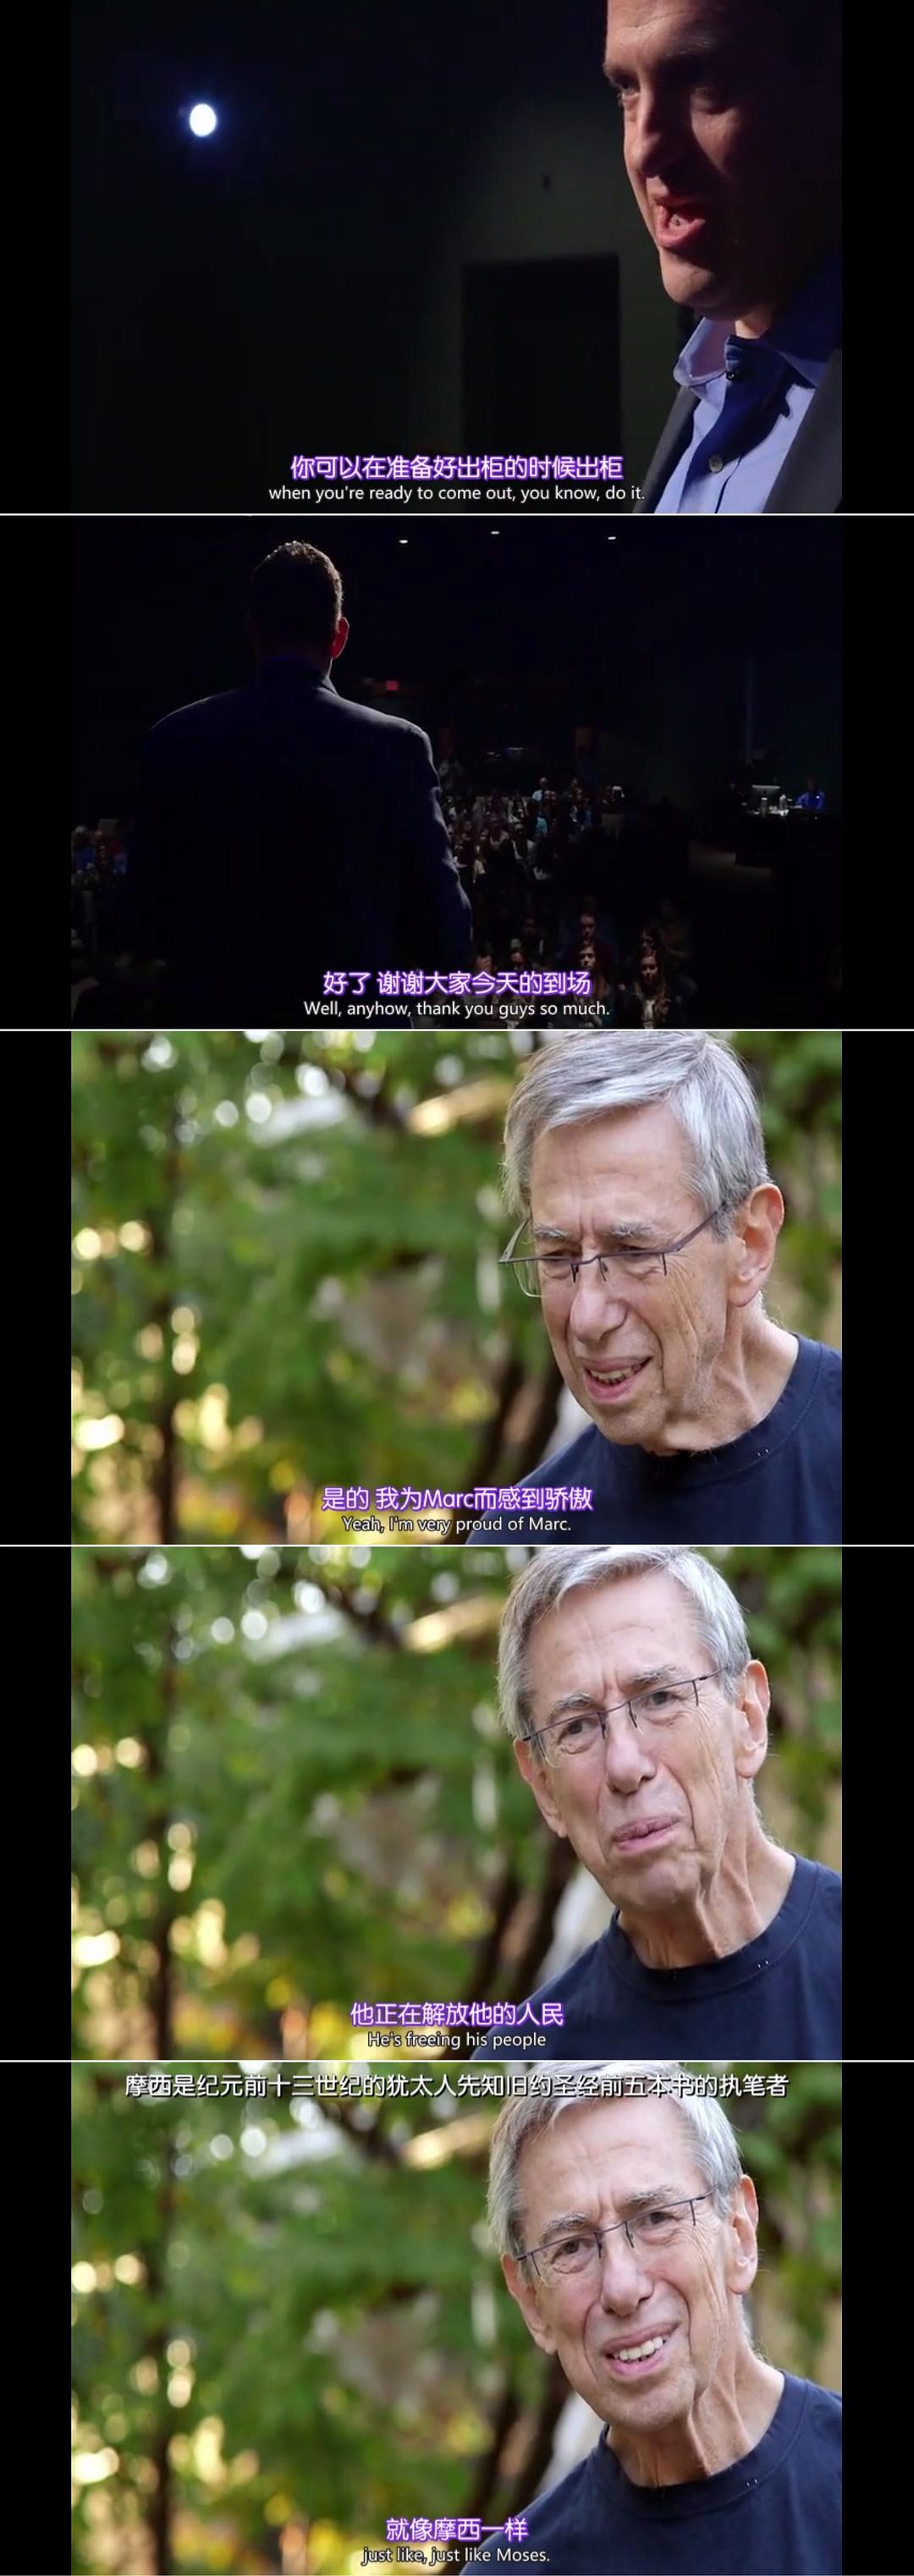 你可以在准备好出柜的时候出柜
when you're ready to come out, you know, do it.
好了 谢谢大家今天的到场
Well, anyhow, thank you guys so much.
是的 我为Marc而感到骄傲
Yeah, I'm very proud of Marc.
他正在解放他的人民
He's freeing his people
摩西是纪元前十三世纪的犹太人先知旧约圣经前五本书的执笔者
就像摩西一样
just like, just like Moses.